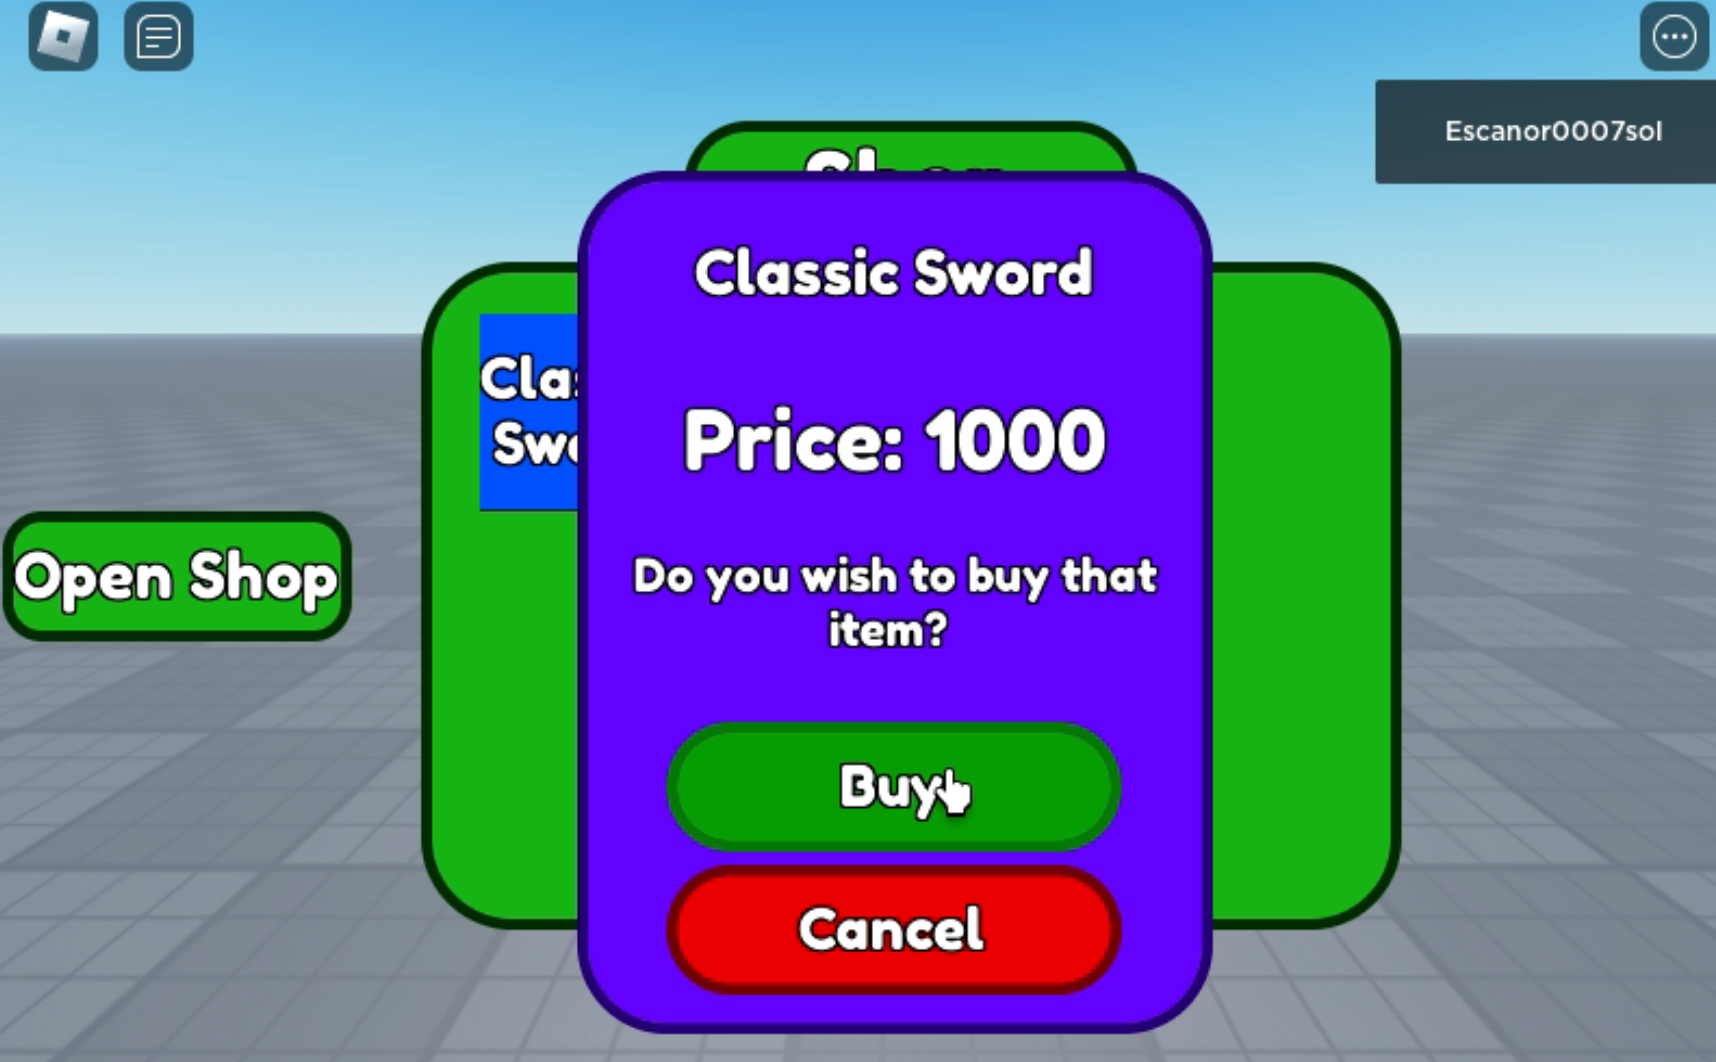 Escanor0007sol
Classic Sword
Price: 1000
Do you wish to buy that
item?
Open Shop
Buy
Cancel